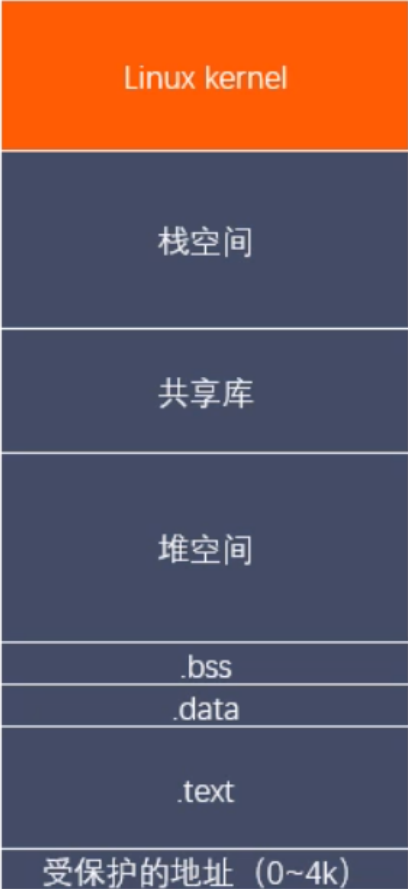 Linux kernel
栈空间
共享库
堆空间
.bss
.data
.text
受保护的地址（0~4k）